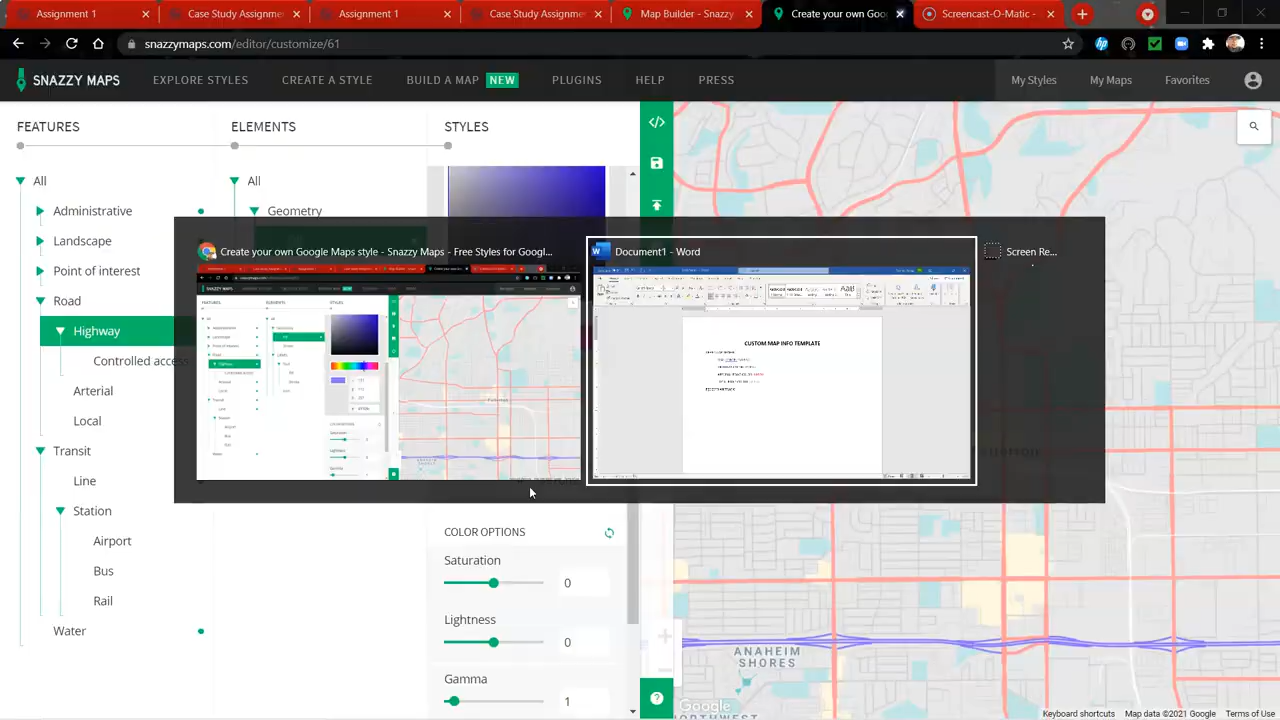 Assignment 1
Case Study Assignme
Assignment 1
Case Study Assignme
Map Builder - Snazzy
Create your own Goo
Screencast-O-Matic -
snazzymaps.com/editor/customize/61
SNAZZY MAPS
EXPLORE STYLES
CREATE A STYLE
BUILD A MAP NEW
PLUGINS
HELP
PRESS
My Styles
My Maps
Favorites
FEATURES
ELEMENTS
STYLES
All
Administrative
Landscape
Point of interest
Road
Highway
Controlled access
Arterial
Local
Transit
Line
Station
Airport
Bus
Rail
Water
All
Geometry
Create your own Google Maps style - Snazzy Maps - Free Styles for Googl...
Document1 - Word
Screen Re...
CUSTOM MAP INFO TEMPLATE
COLOR OPTIONS
Saturation
0
Lightness
0
Gamma
1
ANAHEIM
SHORES
Google
NORTHWEST
Keyboard shortcuts
Map data ©2021 Google
Terms of Use